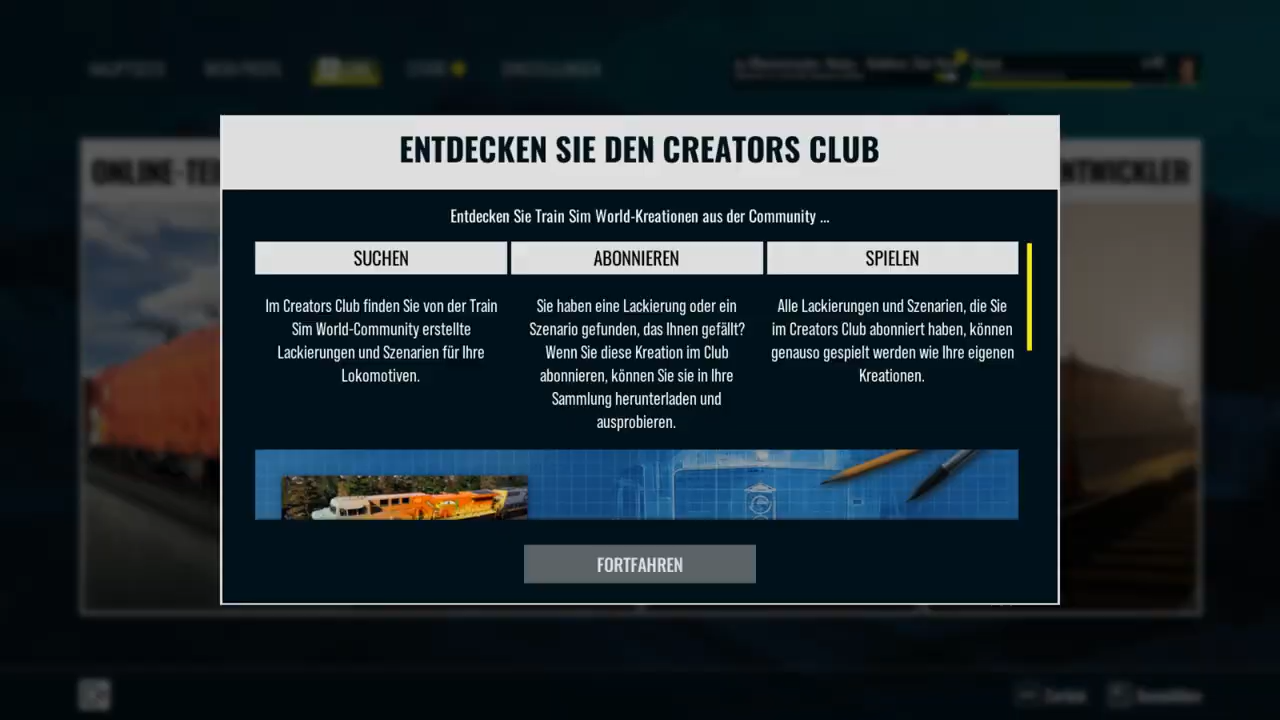 ENTDECKEN SIE DEN CREATORS CLUB
ONLINE-TE
NTWICKLER
Entdecken Sie Train Sim World-Kreationen aus der Community ...
SUCHEN
Im Creators Club finden Sie von der Train
Sim World-Community erstellte
Lackierungen und Szenarien für Ihre
Lokomotiven.
ABONNIEREN
Sie haben eine Lackierung oder ein
Szenario gefunden, das Ihnen gefällt?
Wenn Sie diese Kreation im Club
abonnieren, können Sie sie in Ihre
Sammlung herunterladen und
ausprobieren.
SPIELEN
Alle Lackierungen und Szenarien, die Sie
im Creators Club abonniert haben, können
genauso gespielt werden wie Ihre eigenen
Kreationen.
FORTFAHREN